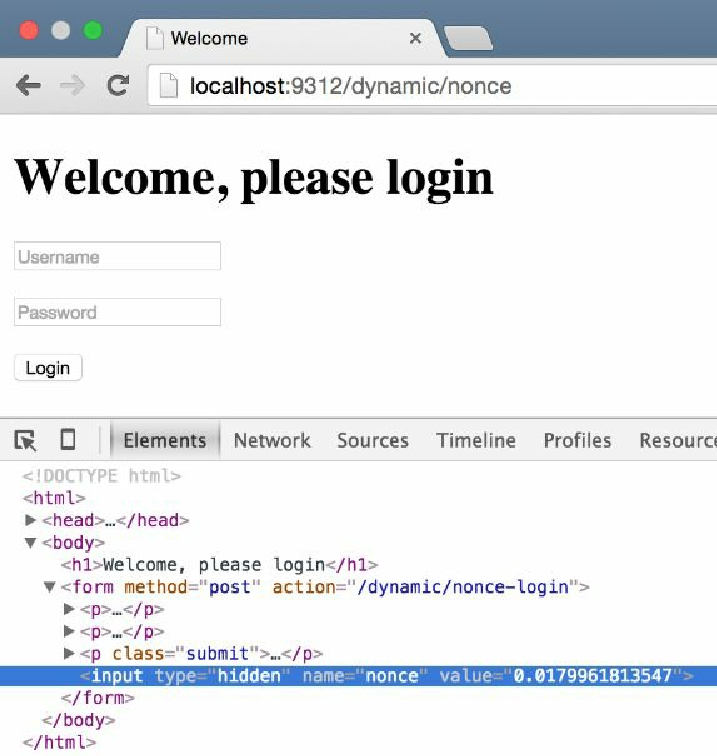 Welcome
localhost:9312/dynamic/nonce
Welcome, please login
Username
Password
Login
Elements Network Sources Timeline Profiles Resource
<!DOCTYPE html>
<html>
<head>…</head>
<body>
<h1>Welcome, please login</h1>
<form method="post" action="/dynamic/nonce-login">
<p>…</p>
<p>…</p>
<p class="submit">…</p>
<input type="hidden" name="nonce" value="0.0179961813547">
</form>
</body>
</html>